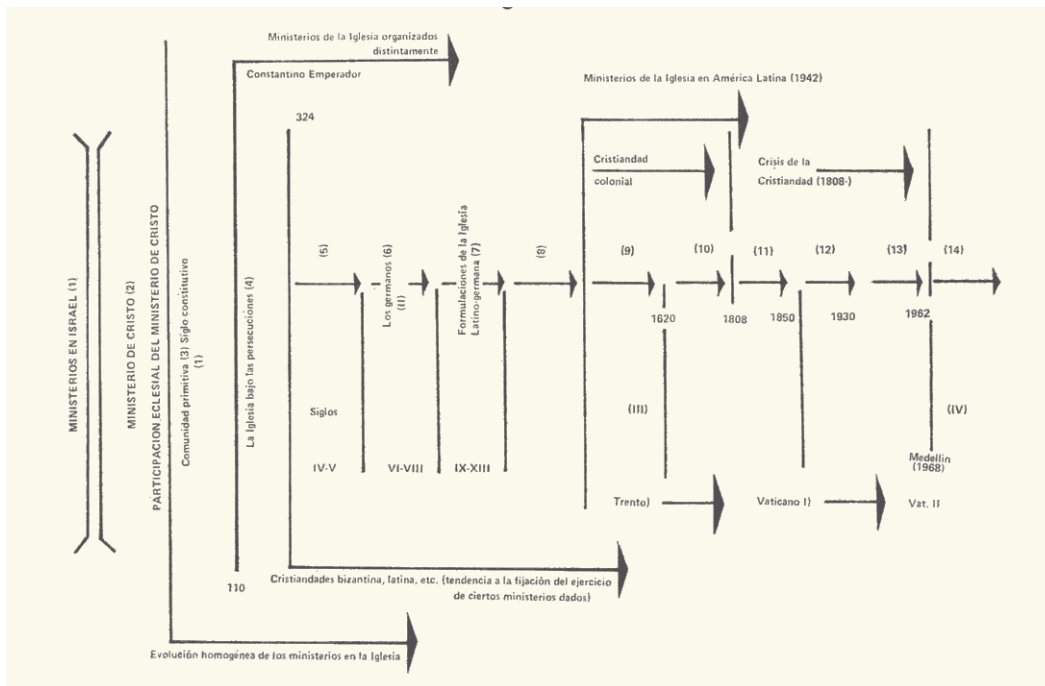 Ministerios de la Iglesia organizados
distintamente
Constantino Emperador
Ministerios de la Iglesia en América Latina (1942)
324
Cristiandad
colonial
Crisis de la
Cristiandad (1808-)
MINISTERIOS EN ISRAEL (1)
MINISTERIO DE CRISTO (2)
PARTICIPACION ECLESIAL DEL MINISTERIO DE CRISTO
Comunidad primitiva (3) Siglo constitutivo
(1)
La Iglesia bajo las persecuciones (4)
(5)
Los germanos (6)
(II)
Formulaciones de la Iglesia
Latino-germana (7)
(8)
(9)
(10)
(11)
(12)
(13)
(14)
1620
1808
1850
1930
1962
Siglos
(III)
(IV)
IV-V
VI-VIII
IX-XIII
Medellin
(1968)
Trento)
Vaticano I)
Vat. II
110
Cristiandades bizantina, latina, etc. (tendencia a la fijación del ejercicio
de ciertos ministerios dados)
Evolución homogénea de los ministerios en la Iglesia